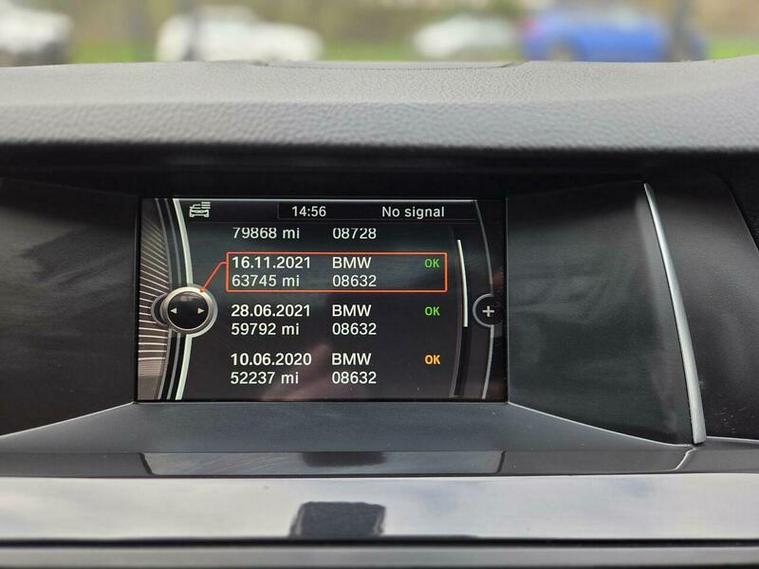 14:56 No signal
79868 mi 08728
16.11.2021 BMW OK
63745 mi 08632
28.06.2021 BMW OK
59792 mi 08632
10.06.2020 BMW OK
52237 mi 08632